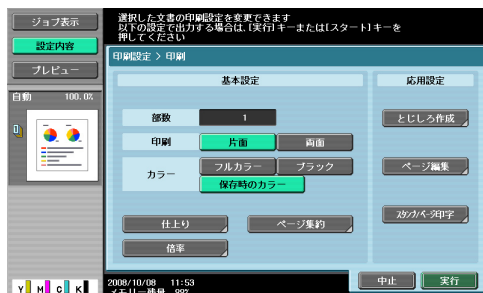 ジョブ表示
設定内容
プレビュー
選択した文書の印刷設定を変更できます
以下の設定で出力する場合は、[実行]キーまたは[スタート]キーを
押してください
印刷設定 > 印刷
自動 100.0%
基本設定
応用設定
部数 1
とじしろ作成
印刷 片面 両面
カラー フルカラー ブラック
保存時のカラー
ページ編集
仕上り ページ集約
スタンプ/ページ印字
倍率
Y M C K
2008/10/08 11:53
メモリー残量 99%
中止 実行